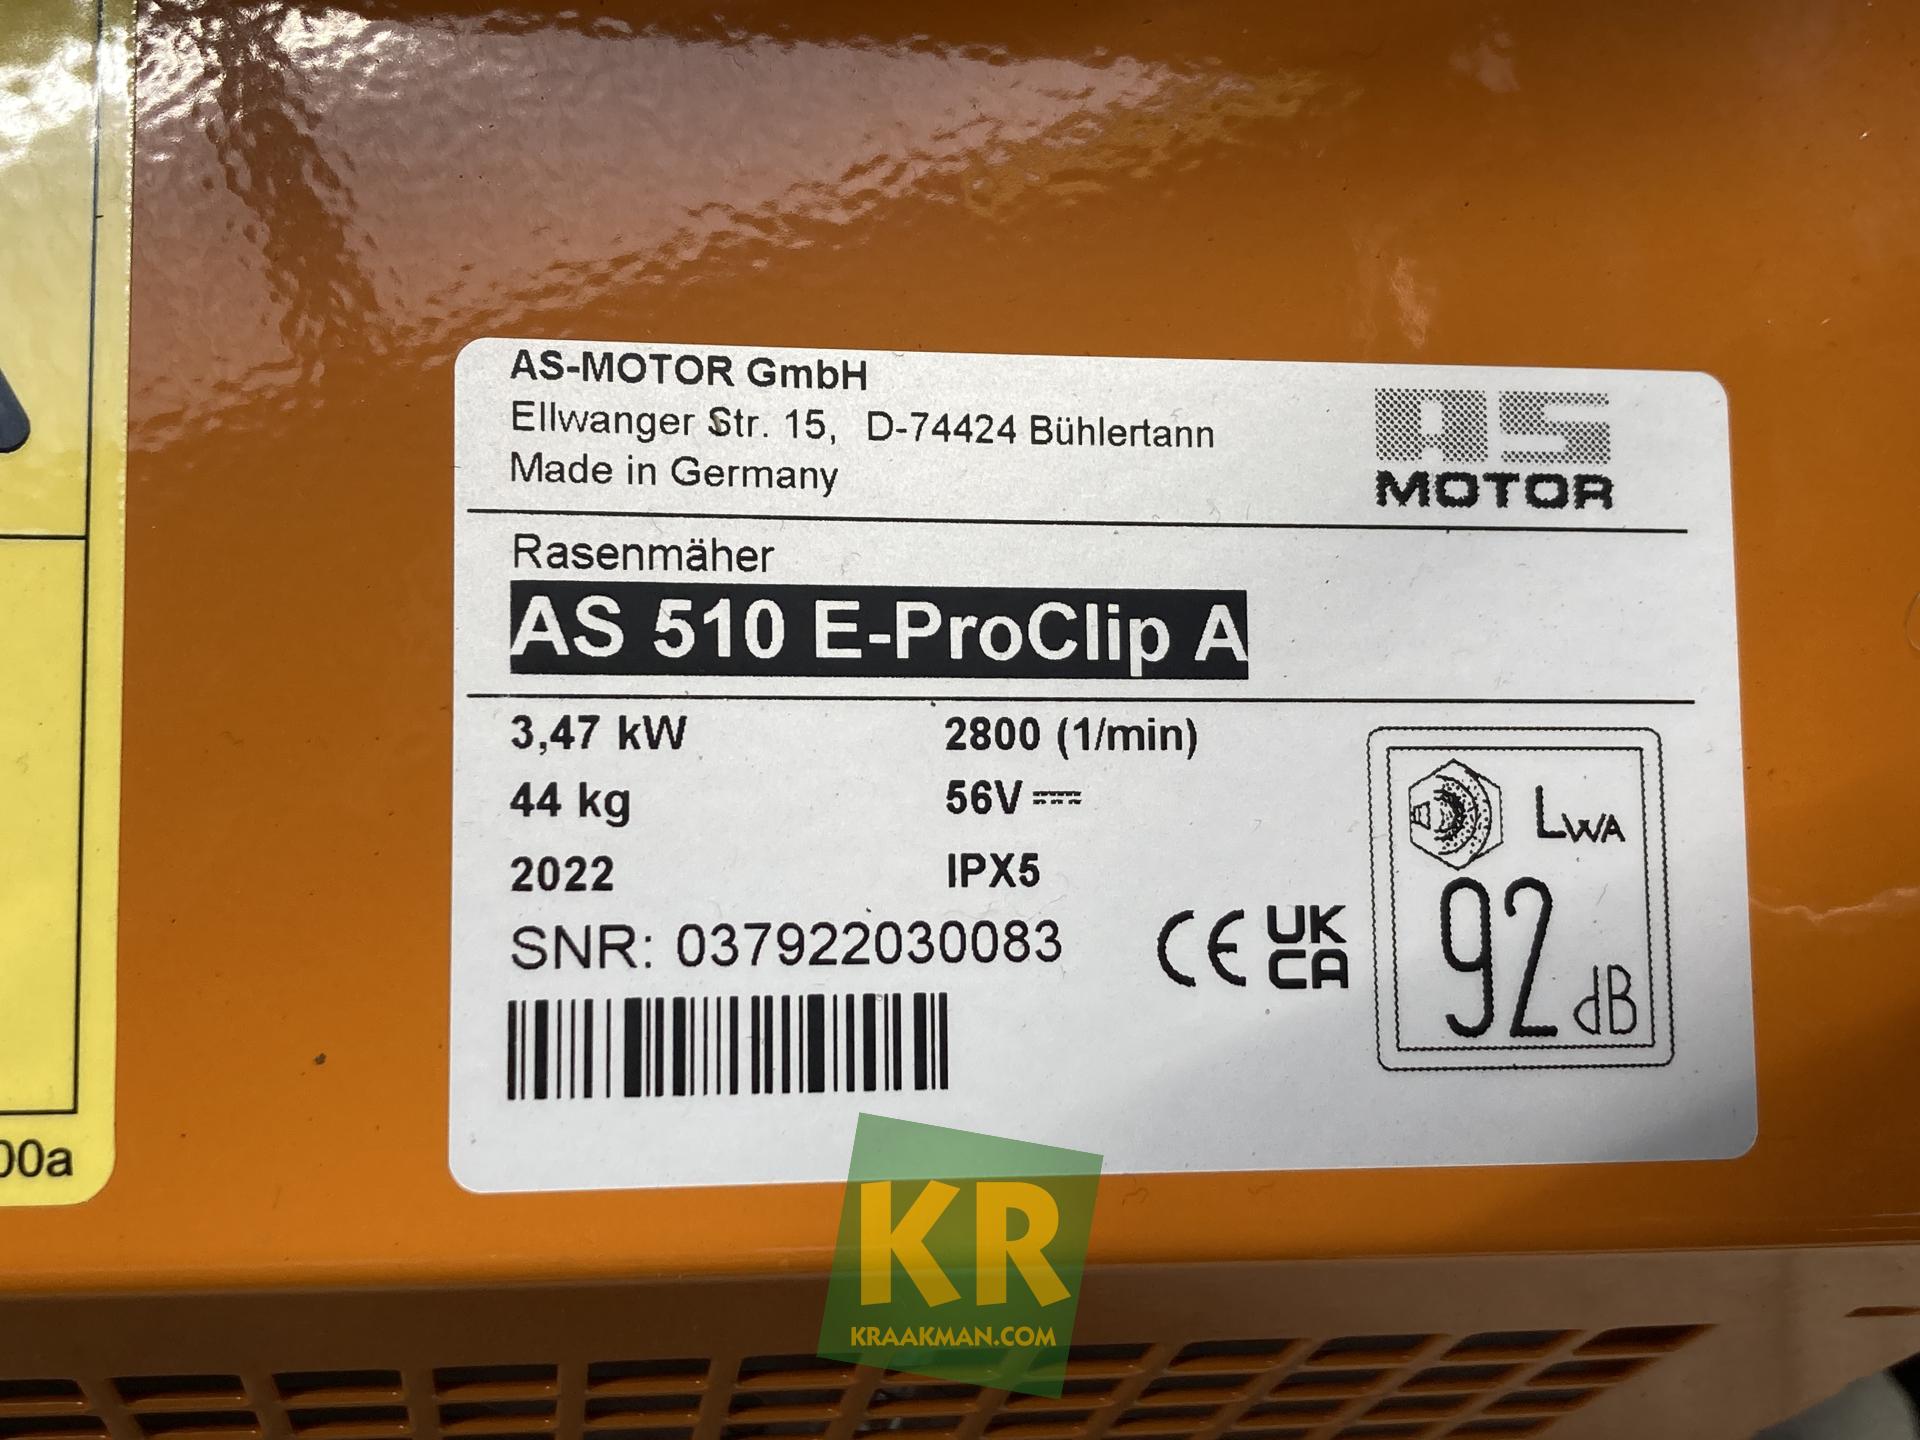 AS-MOTOR GmbH
Ellwanger Str. 15, D-74424 Bühlertann
Made in Germany
AS
MOTOR
Rasenmäher
AS 510 E-ProClip A
3,47 kW 2800 (1/min)
44 kg 56V
2022 IPX5
SNR: 037922030083
CE UK
CA
LWA
92 dB
00a
KR
KRAAKMAN.COM